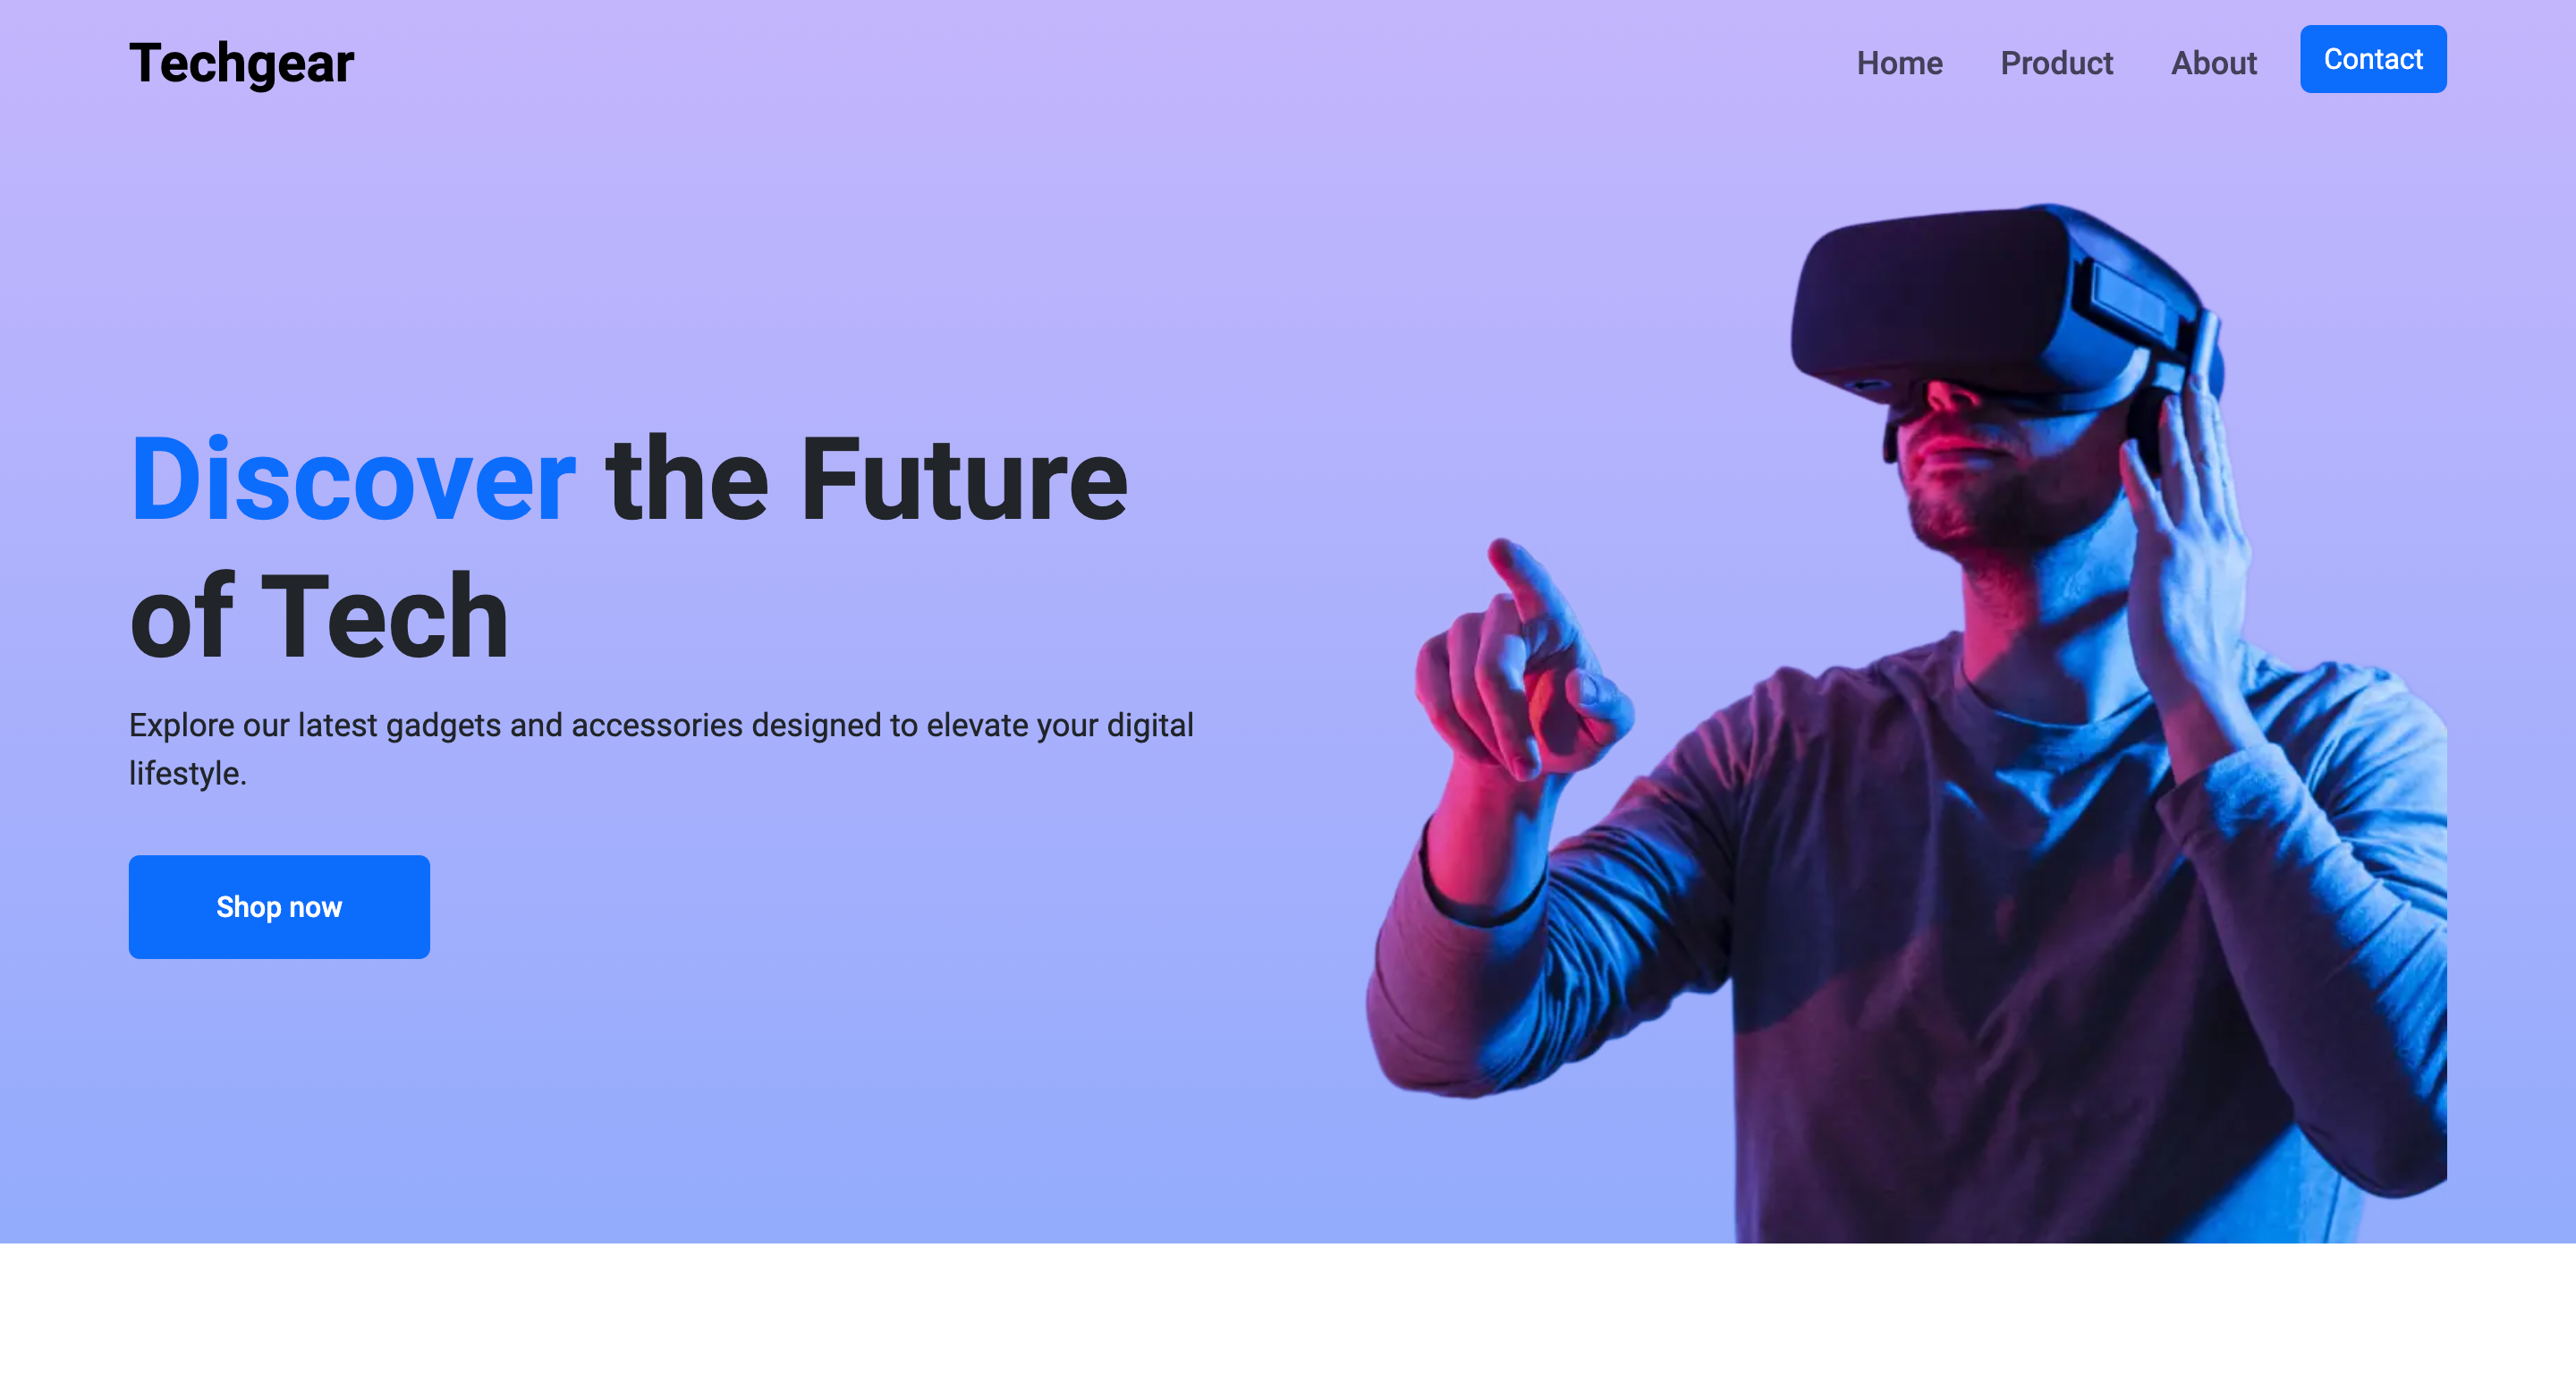 Techgear
Home Product About Contact
Discover the Future
of Tech
Explore our latest gadgets and accessories designed to elevate your digital
lifestyle.
Shop now